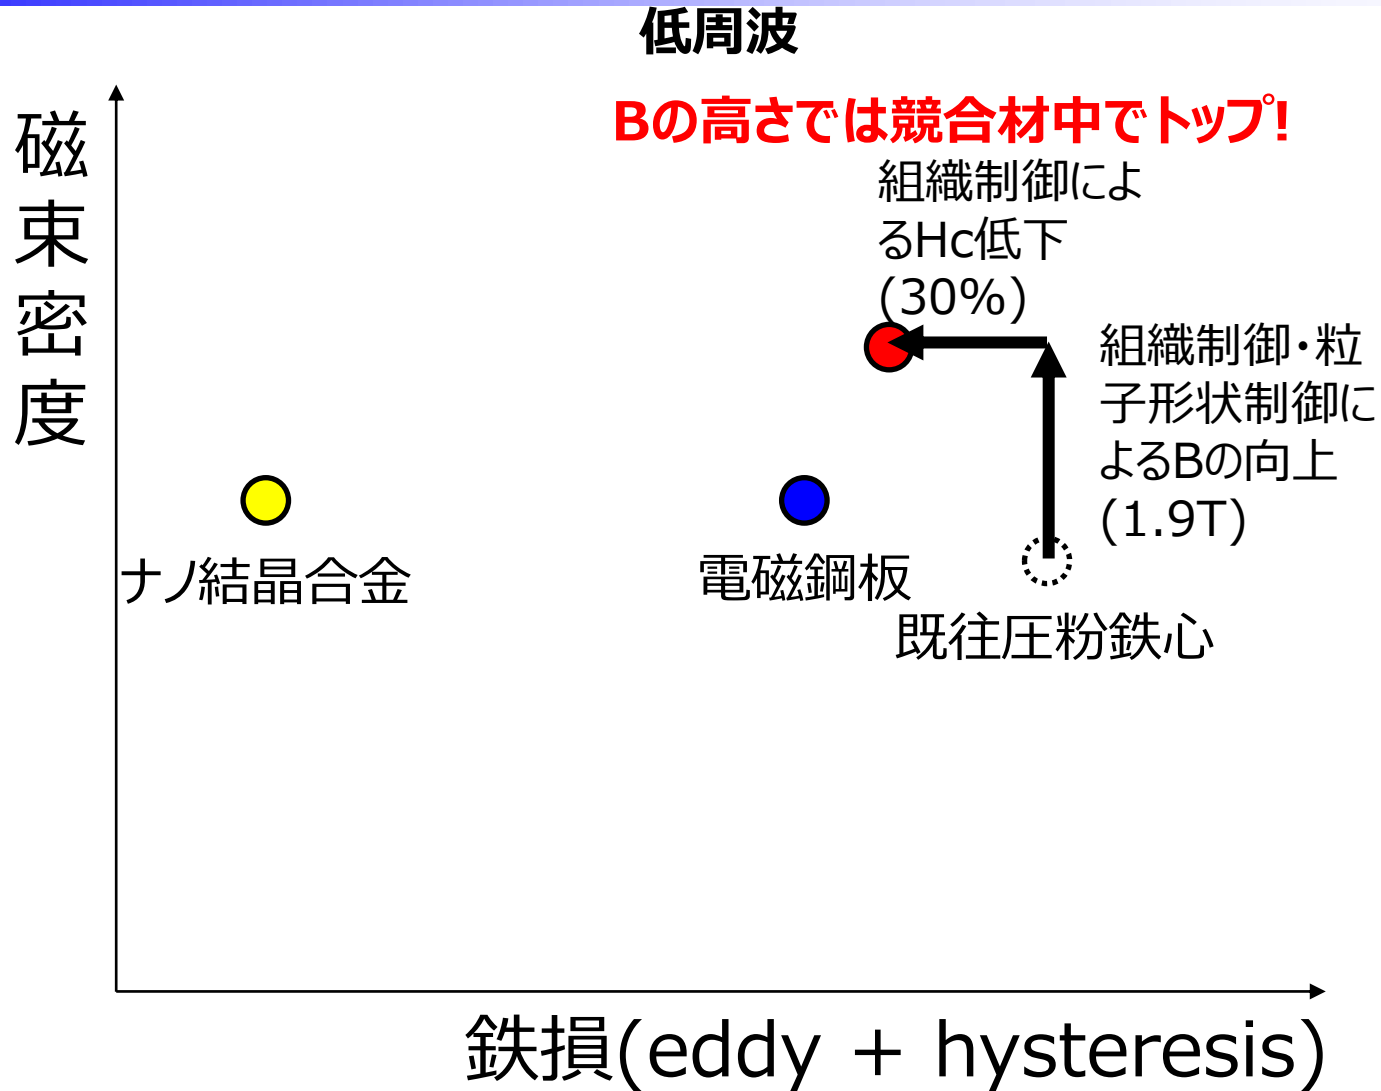 低周波
Bの高さでは競合材中でトップ!
磁束密度
組織制御によ
るHc低下
(30%)
組織制御・粒
子形状制御に
よるBの向上
(1.9T)
ナノ結晶合金
電磁鋼板
既往圧粉鉄心
鉄損(eddy + hysteresis)